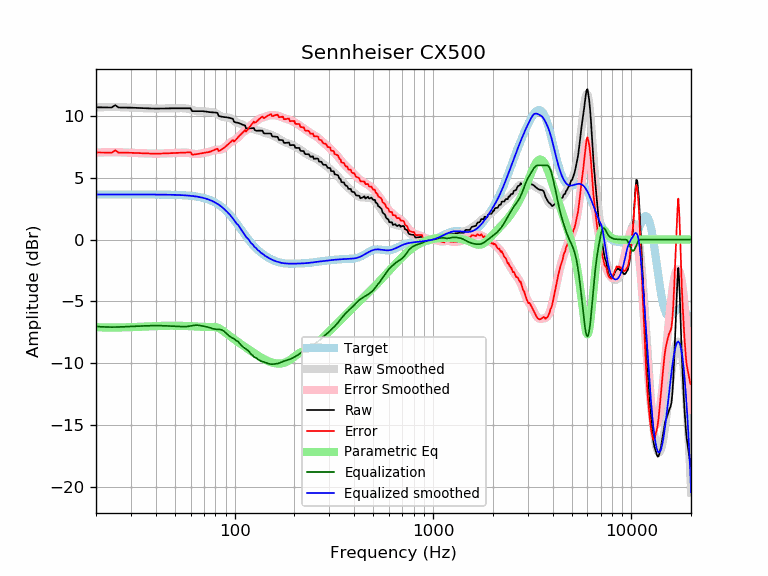 Sennheiser CX500
Amplitude (dBr)
10
5
0
−5
−10
−15
−20
100
1000
10000
Frequency (Hz)
Target
Raw Smoothed
Error Smoothed
Raw
Error
Parametric Eq
Equalization
Equalized smoothed